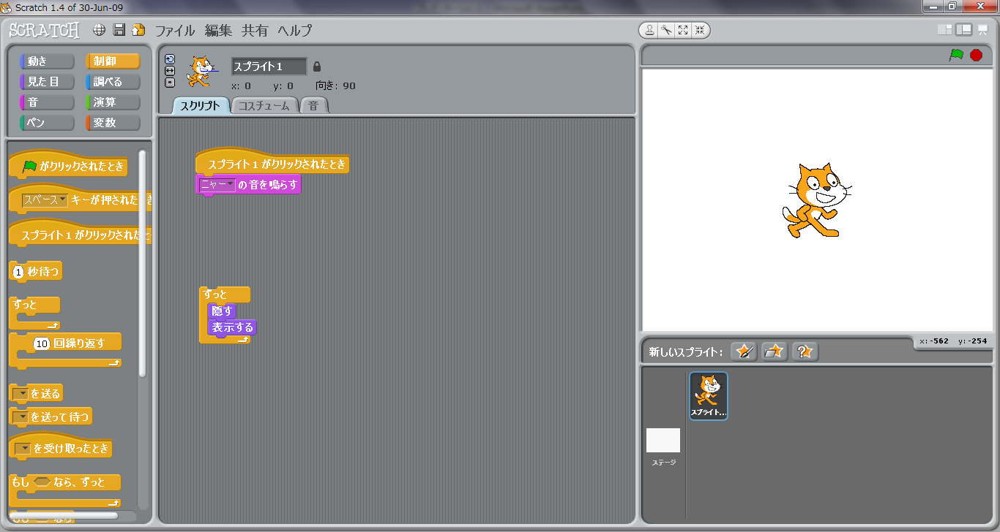 Scratch 1.4 of 30-Jun-09
SCRATCH ファイル 編集 共有 ヘルプ
動き 制御
見た目 調べる
音 演算
ペン 変数
がクリックされたとき
スペース キーが押されたとき
スプライト1 がクリックされたと
1 秒待つ
ずっと
10 回繰り返す
を送る
を送って待つ
を受け取ったとき
もし なら、ずっと
もし なら
スプライト1
x: 0 y: 0 向き: 90
スクリプト コスチューム 音
スプライト1 がクリックされたとき
ニャー の音を鳴らす
ずっと
隠す
表示する
x: -562 y: -254
新しいスプライト:
スプライト...
ステージ